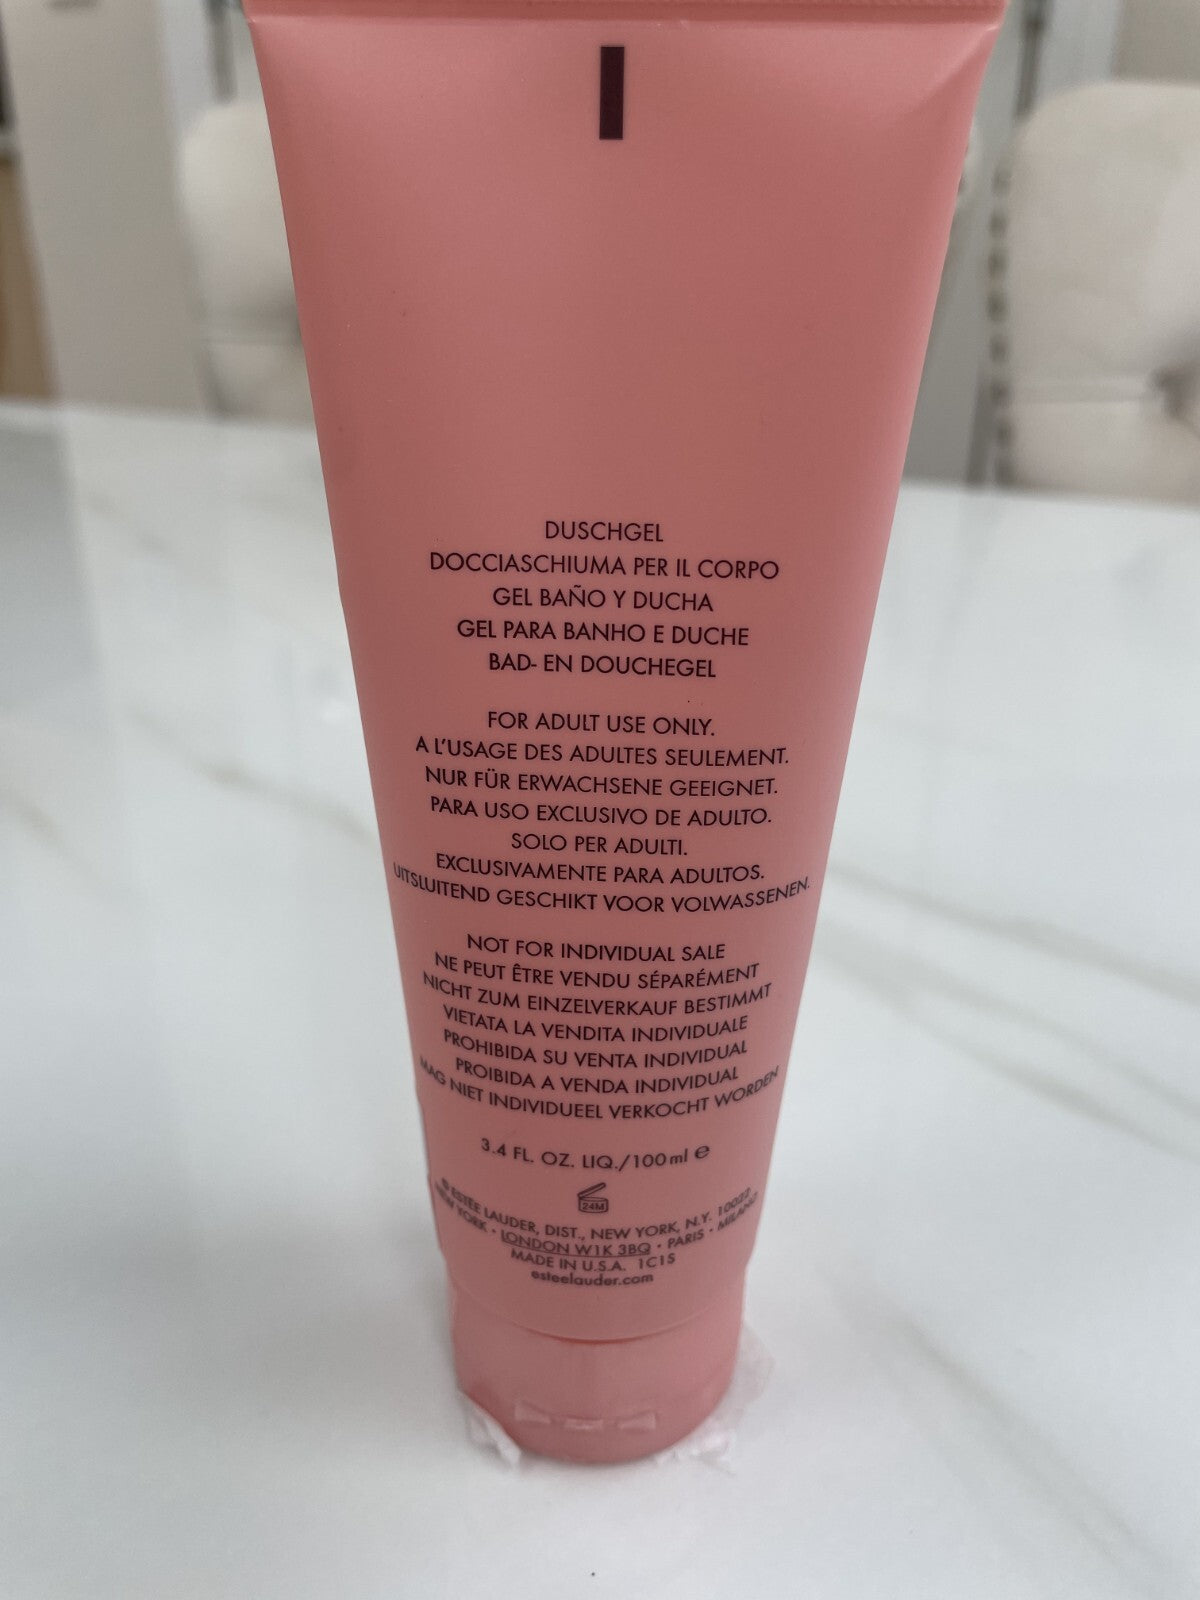 DUSCHGEL
DOCCIASCHIUMA PER IL CORPO
GEL BAÑO Y DUCHA
GEL PARA BANHO E DUCHE
BAD- EN DOUCHEGEL
FOR ADULT USE ONLY.
A L'USAGE DES ADULTES SEULEMENT.
NUR FÜR ERWACHSENE GEEIGNET.
PARA USO EXCLUSIVO DE ADULTO.
SOLO PER ADULTI.
EXCLUSIVAMENTE PARA ADULTOS.
UITSLUITEND GESCHIKT VOOR VOLWASSENEN.
NOT FOR INDIVIDUAL SALE
NE PEUT ÊTRE VENDU SÉPARÉMENT
NICHT ZUM EINZELVERKAUF BESTIMMT
VIETATA LA VENDITA INDIVIDUALE
PROHIBIDA SU VENTA INDIVIDUAL
PROIBIDA A VENDA INDIVIDUAL
MAG NIET INDIVIDUEEL VERKOCHT WORDEN
3.4 FL. OZ. LIQ./100 ml ℮
24M
© ESTĒE LAUDER, DIST., NEW YORK, N.Y. 10022
NEW YORK • LONDON W1K 3BQ • PARIS • MILANO
MADE IN U.S.A. 1C1S
esteelauder.com